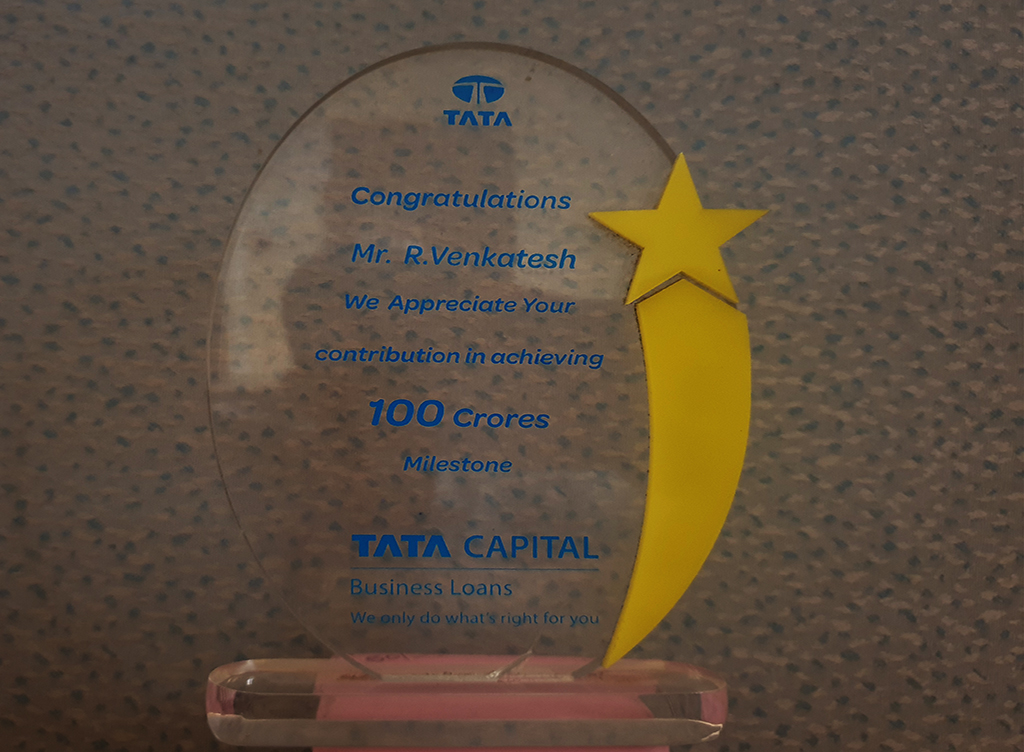 TATA
Congratulations
Mr. R.Venkatesh
We Appreciate Your
contribution in achieving
100 Crores
Milestone
TATA CAPITAL
Business Loans
We only do what's right for you